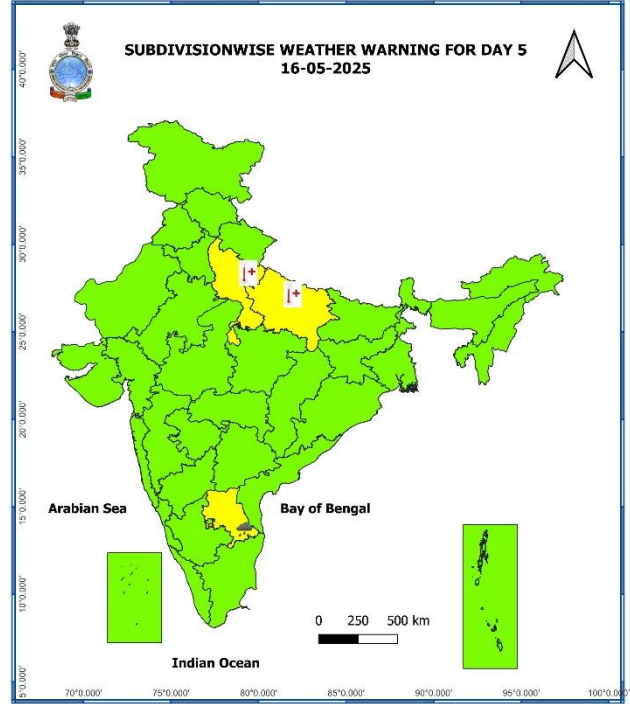 SUBDIVISIONWISE WEATHER WARNING FOR DAY 5
16-05-2025
40°0.000'
35°0.000'
30°0.000'
25°0.000'
20°0.000'
15°0.000'
10°0.000'
5°0.000'
Arabian Sea
Bay of Bengal
0 250 500 km
Indian Ocean
70°0.000' 75°0.000' 80°0.000' 85°0.000' 90°0.000' 95°0.000' 100°0.000'